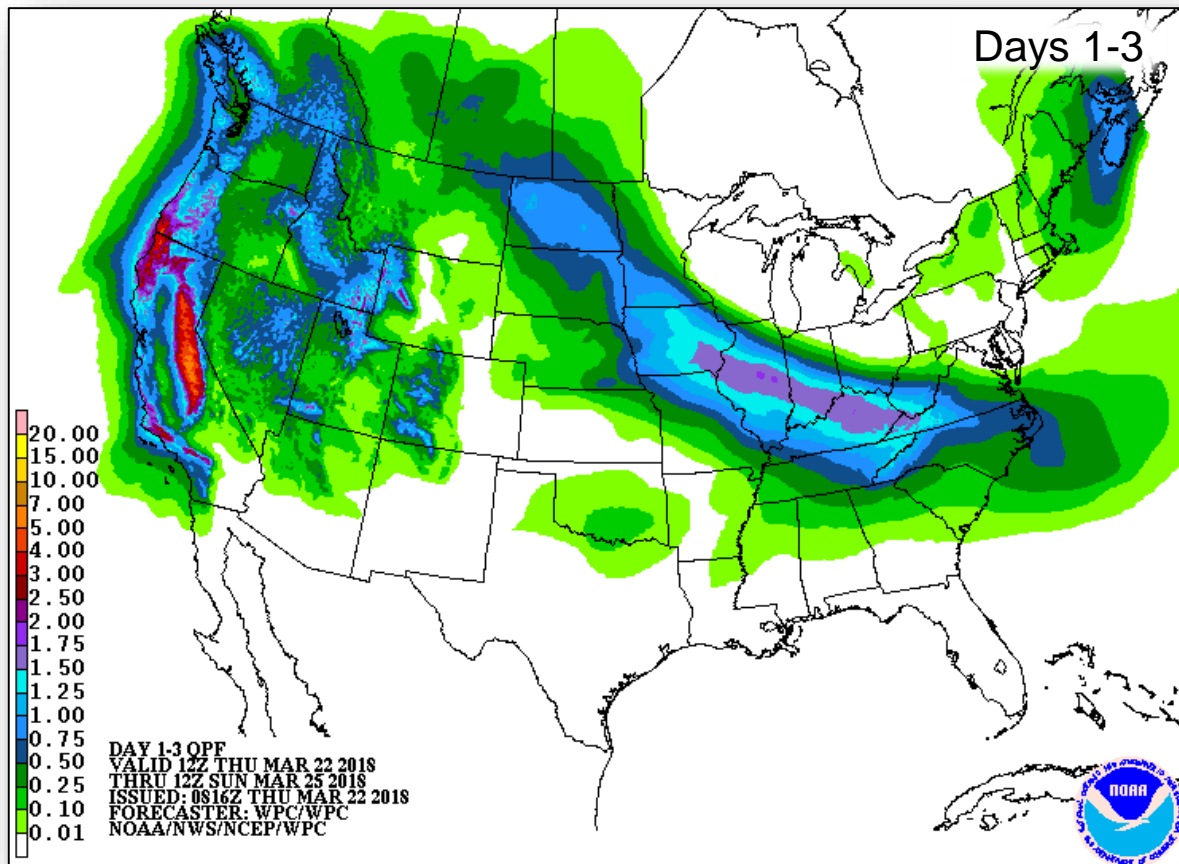 Days 1-3
20.00
15.00
10.00
7.00
5.00
4.00
3.00
2.50
2.00
1.75
1.50
1.25
1.00
0.75
0.50
0.25
0.10
0.01
DAY 1-3 QPF
VALID 12Z THU MAR 22 2018
THRU 12Z SUN MAR 25 2018
ISSUED: 0816Z THU MAR 22 2018
FORECASTER: WPC/WPC
NOAA/NWS/NCEP/WPC
NOAA